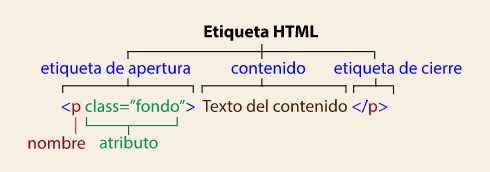 Etiqueta HTML
etiqueta de apertura contenido etiqueta de cierre
<p class=”fondo”> Texto del contenido </p>
nombre atributo